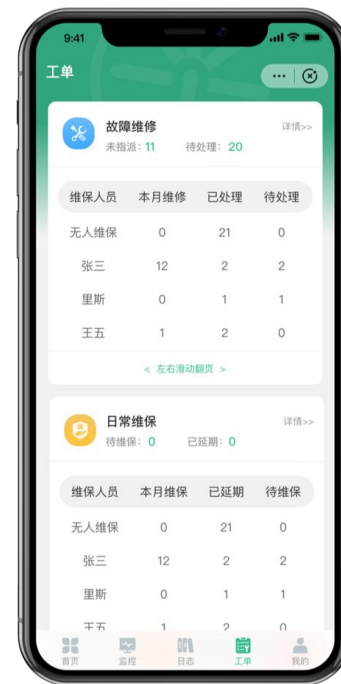 9:41
工单
故障维修 详情>>
未指派: 11 待处理: 20
维保人员 本月维修 已处理 待处理
无人维保 0 21 0
张三 12 2 2
里斯 0 1 1
王五 1 2 0
< 左右滑动翻页 >
日常维保 详情>>
待维保: 0 已延期: 0
维保人员 本月维保 已延期 待维保
无人维保 0 21 0
张三 12 2 2
里斯 0 1 1
王五 1 2 0
首页 监控 日志 工单 我的